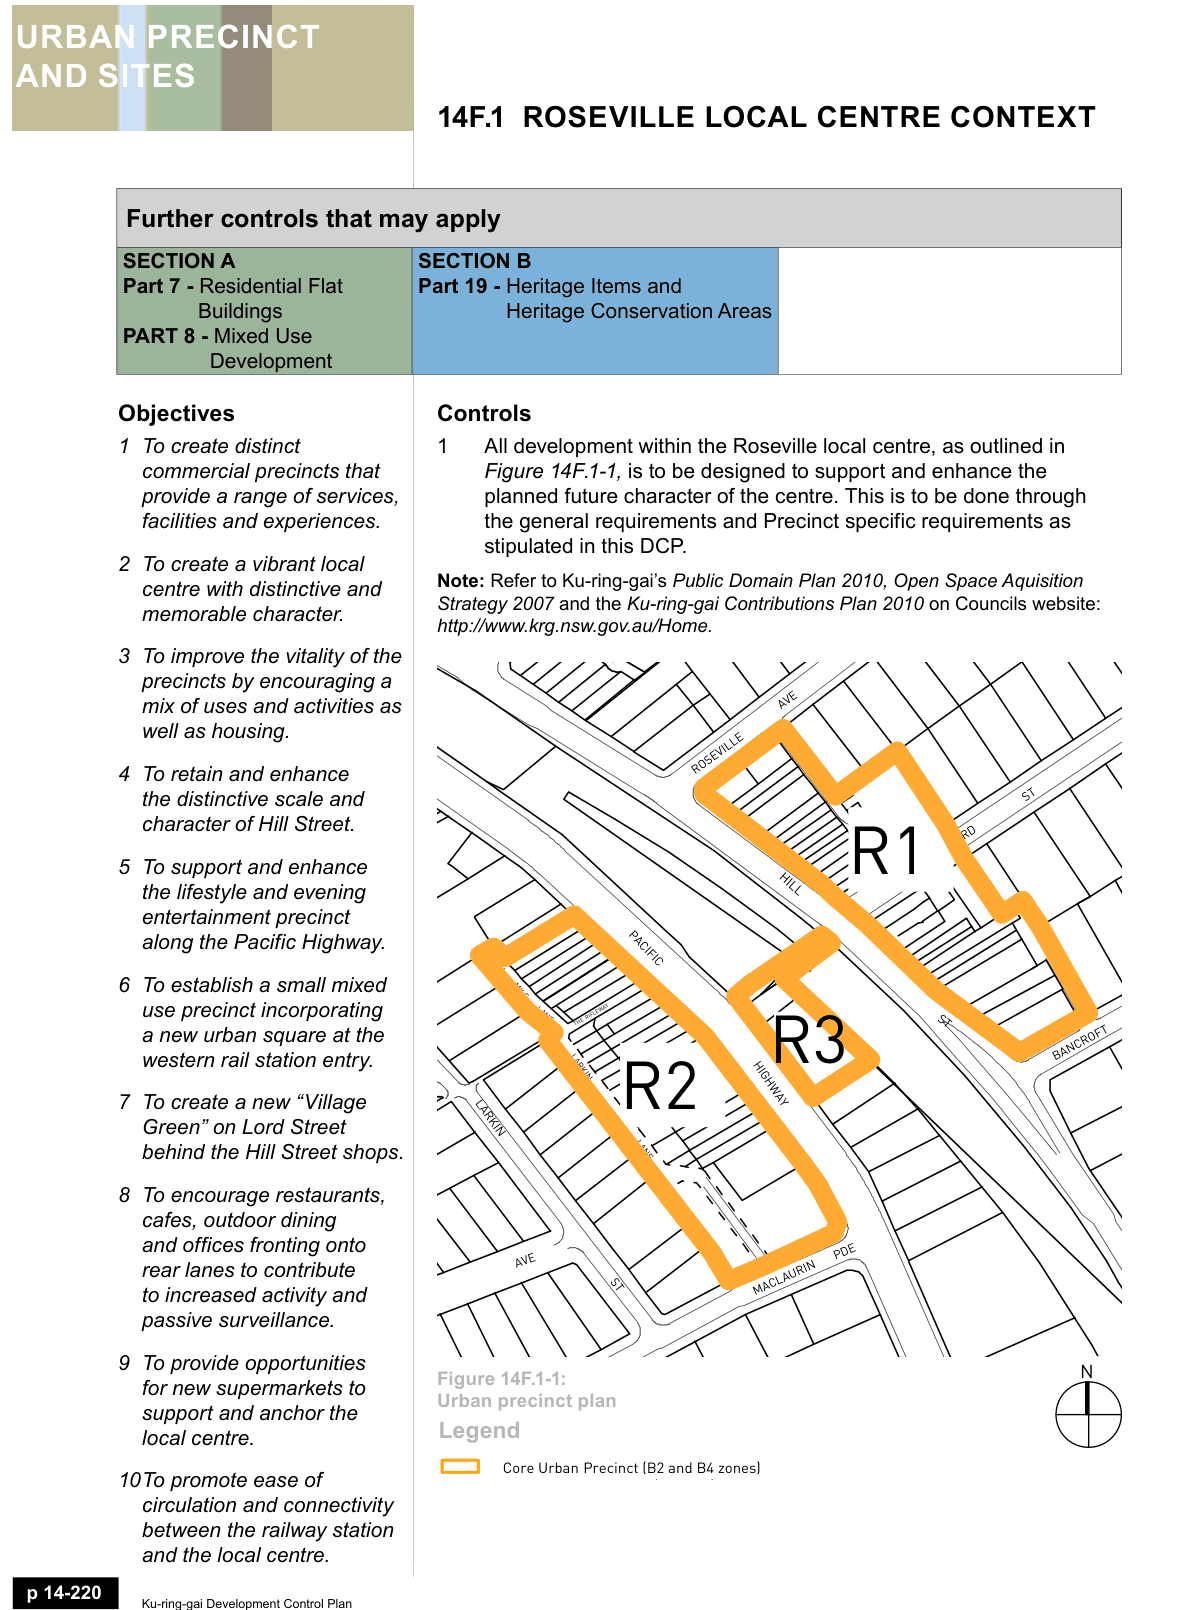 URBAN PRECINCT
AND SITES
14F.1 ROSEVILLE LOCAL CENTRE CONTEXT
Further controls that may apply
SECTION A
Part 7 - Residential Flat
Buildings
PART 8 - Mixed Use
Development
SECTION B
Part 19 - Heritage Items and
Heritage Conservation Areas
Objectives
1 To create distinct
commercial precincts that
provide a range of services,
facilities and experiences.
2 To create a vibrant local
centre with distinctive and
memorable character.
3 To improve the vitality of the
precincts by encouraging a
mix of uses and activities as
well as housing.
4 To retain and enhance
the distinctive scale and
character of Hill Street.
5 To support and enhance
the lifestyle and evening
entertainment precinct
along the Pacific Highway.
6 To establish a small mixed
use precinct incorporating
a new urban square at the
western rail station entry.
7 To create a new “Village
Green” on Lord Street
behind the Hill Street shops.
8 To encourage restaurants,
cafes, outdoor dining
and offices fronting onto
rear lanes to contribute
to increased activity and
passive surveillance.
9 To provide opportunities
for new supermarkets to
support and anchor the
local centre.
10To promote ease of
circulation and connectivity
between the railway station
and the local centre.
Controls
1 All development within the Roseville local centre, as outlined in
Figure 14F.1-1, is to be designed to support and enhance the
planned future character of the centre. This is to be done through
the general requirements and Precinct specific requirements as
stipulated in this DCP.
Note: Refer to Ku-ring-gai’s Public Domain Plan 2010, Open Space Aquisition
Strategy 2007 and the Ku-ring-gai Contributions Plan 2010 on Councils website:
http://www.krg.nsw.gov.au/Home.
ROSEVILLE AVE
ST
RD
R1
HILL
ST
PACIFIC
HIGHWAY
R3
BANCROFT
LANE
THE RIFLEWAY
LARKIN
LANE
R2
LARKIN
ST
AVE
MACLAURIN PDE
Figure 14F.1-1:
Urban precinct plan
Legend
Core Urban Precinct (B2 and B4 zones)
N
p 14-220
Ku-ring-gai Development Control Plan